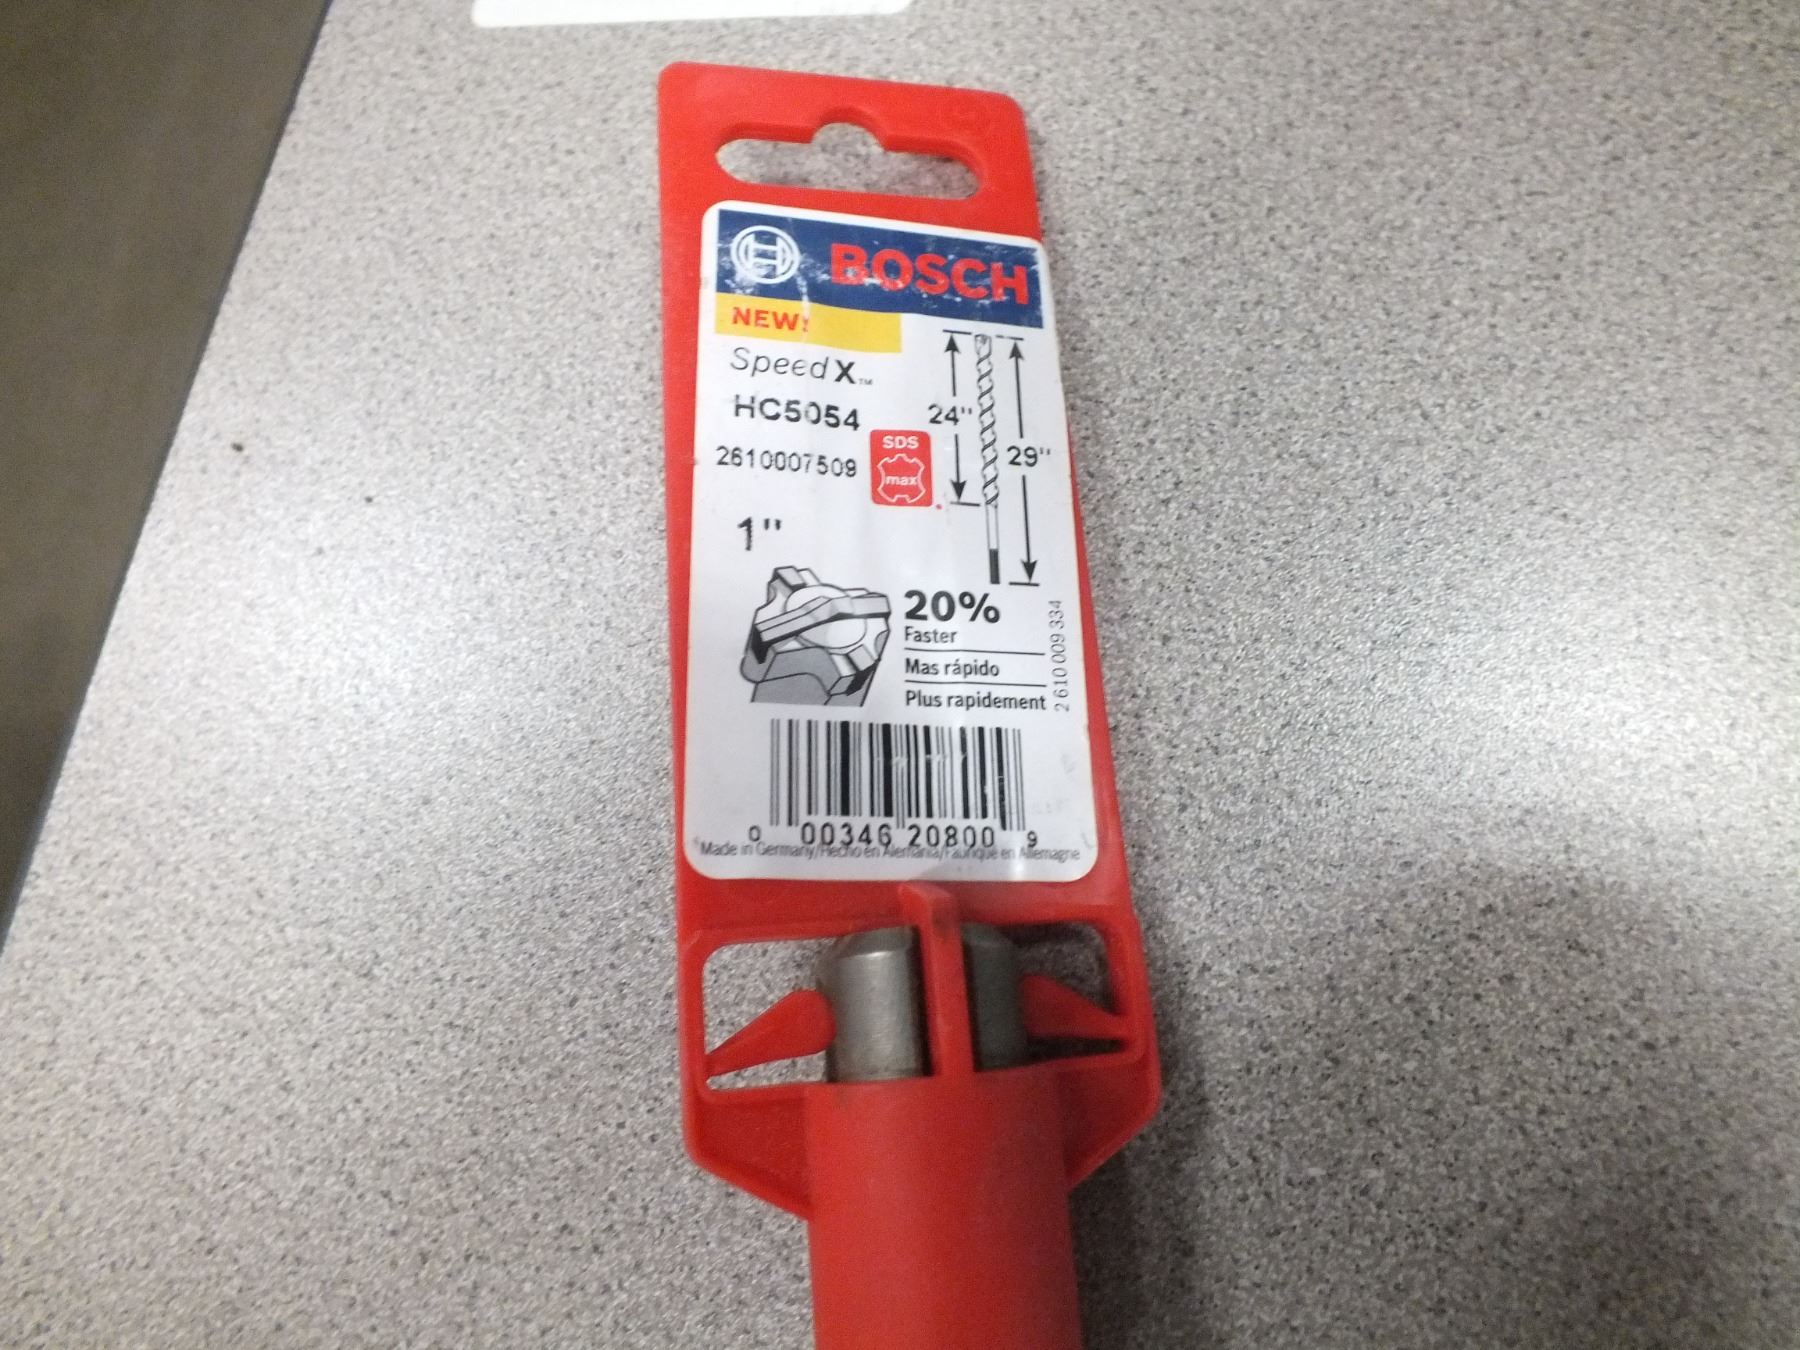 BOSCH
NEW!
Speed X™
HC5054
2610007509
SDS
max
24"
29"
1"
20%
Faster
Mas rápido
Plus rapidement
2 610 009 334
0 00346 20800 9
Made in Germany/Hecho en Alemania/Fabriqué en Allemagne